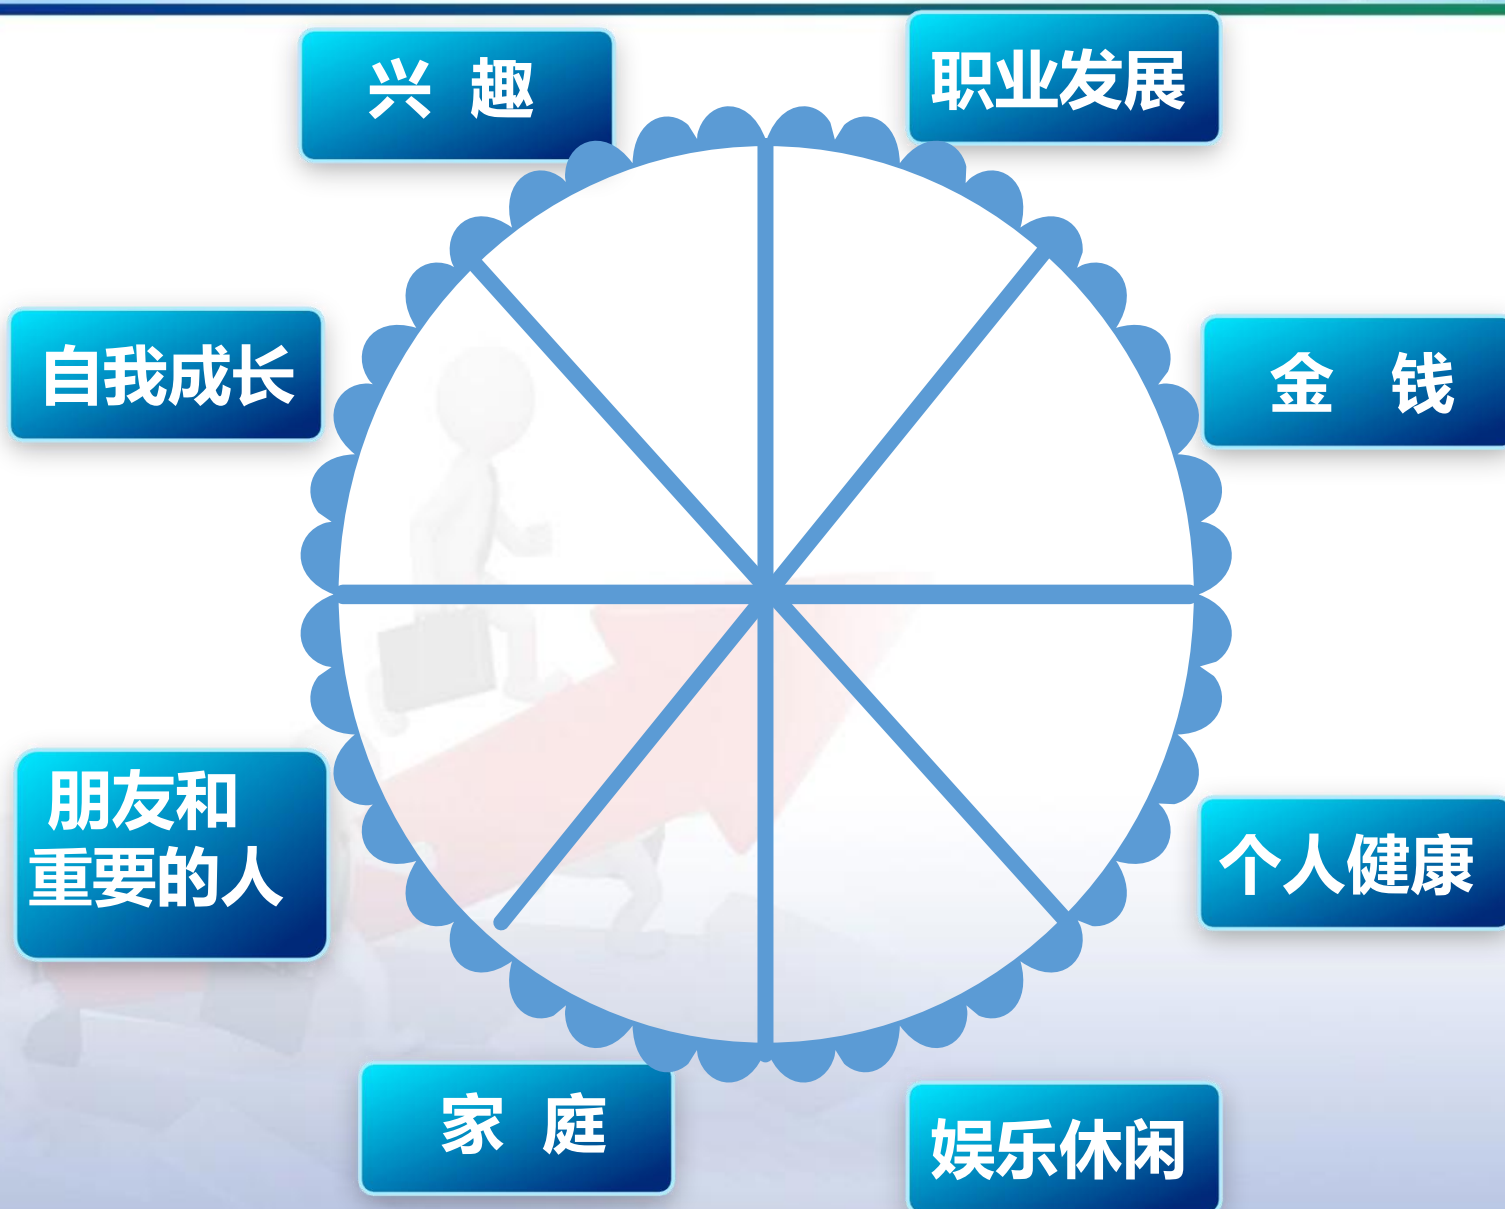 兴 趣
职业发展
自我成长
金 钱
朋友和
重要的人
个人健康
家 庭
娱乐休闲